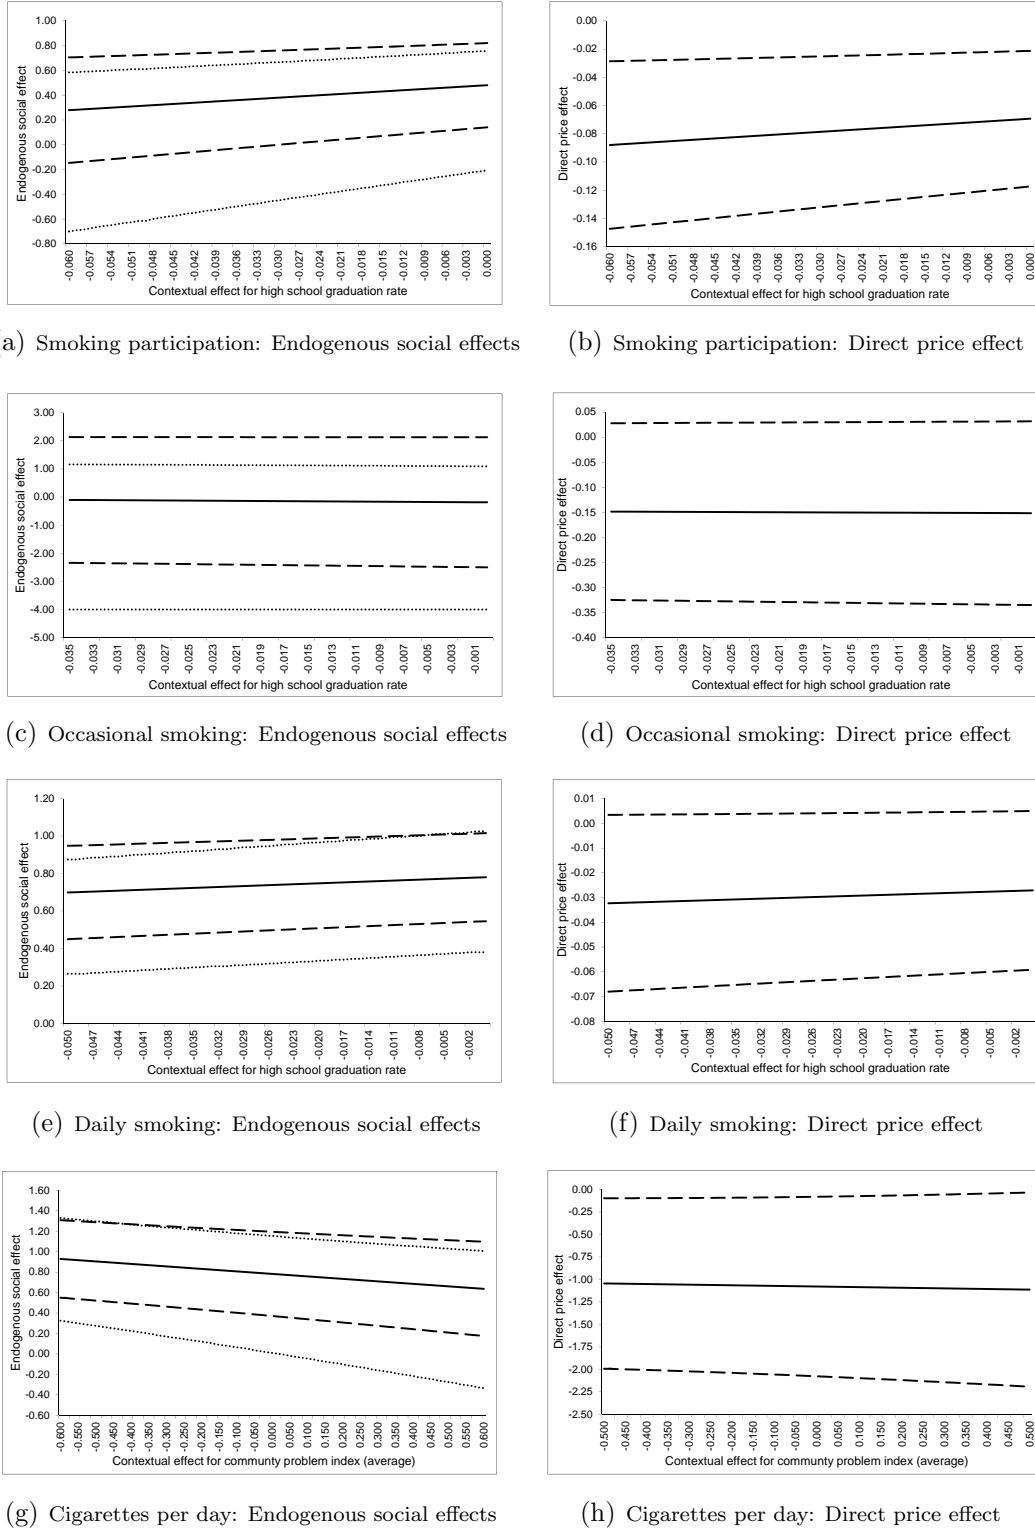 1.00
0.80
0.60
0.40
0.20
0.00
-0.20
-0.40
-0.60
-0.80
Endogenous social effect
-0.060 -0.057 -0.054 -0.051 -0.048 -0.045 -0.042 -0.039 -0.036 -0.033 -0.030 -0.027 -0.024 -0.021 -0.018 -0.015 -0.012 -0.009 -0.006 -0.003 0.000
Contextual effect for high school graduation rate
0.00
-0.02
-0.04
-0.06
-0.08
-0.10
-0.12
-0.14
-0.16
Direct price effect
-0.060 -0.057 -0.054 -0.051 -0.048 -0.045 -0.042 -0.039 -0.036 -0.033 -0.030 -0.027 -0.024 -0.021 -0.018 -0.015 -0.012 -0.009 -0.006 -0.003 0.000
Contextual effect for high school graduation rate
a) Smoking participation: Endogenous social effects
(b) Smoking participation: Direct price effect
3.00
2.00
1.00
0.00
-1.00
-2.00
-3.00
-4.00
-5.00
Endogenous social effect
-0.035 -0.033 -0.031 -0.029 -0.027 -0.025 -0.023 -0.021 -0.019 -0.017 -0.015 -0.013 -0.011 -0.009 -0.007 -0.005 -0.003 -0.001
Contextual effect for high school graduation rate
0.05
0.00
-0.05
-0.10
-0.15
-0.20
-0.25
-0.30
-0.35
-0.40
Direct price effect
-0.035 -0.033 -0.031 -0.029 -0.027 -0.025 -0.023 -0.021 -0.019 -0.017 -0.015 -0.013 -0.011 -0.009 -0.007 -0.005 -0.003 -0.001
Contextual effect for high school graduation rate
(c) Occasional smoking: Endogenous social effects
(d) Occasional smoking: Direct price effect
1.20
1.00
0.80
0.60
0.40
0.20
0.00
Endogenous social effect
-0.050 -0.047 -0.044 -0.041 -0.038 -0.035 -0.032 -0.029 -0.026 -0.023 -0.020 -0.017 -0.014 -0.011 -0.008 -0.005 -0.002
Contextual effect for high school graduation rate
0.01
0.00
-0.01
-0.02
-0.03
-0.04
-0.05
-0.06
-0.07
-0.08
Direct price effect
-0.050 -0.047 -0.044 -0.041 -0.038 -0.035 -0.032 -0.029 -0.026 -0.023 -0.020 -0.017 -0.014 -0.011 -0.008 -0.005 -0.002
Contextual effect for high school graduation rate
(e) Daily smoking: Endogenous social effects
(f) Daily smoking: Direct price effect
1.60
1.40
1.20
1.00
0.80
0.60
0.40
0.20
0.00
-0.20
-0.40
-0.60
Endogenous social effect
-0.600 -0.550 -0.500 -0.450 -0.400 -0.350 -0.300 -0.250 -0.200 -0.150 -0.100 -0.050 0.000 0.050 0.100 0.150 0.200 0.250 0.300 0.350 0.400 0.450 0.500 0.550 0.600
Contextual effect for communty problem index (average)
0.00
-0.25
-0.50
-0.75
-1.00
-1.25
-1.50
-1.75
-2.00
-2.25
-2.50
Direct price effect
-0.500 -0.450 -0.400 -0.350 -0.300 -0.250 -0.200 -0.150 -0.100 -0.050 0.000 0.050 0.100 0.150 0.200 0.250 0.300 0.350 0.400 0.450 0.500
Contextual effect for communty problem index (average)
(g) Cigarettes per day: Endogenous social effects
(h) Cigarettes per day: Direct price effect